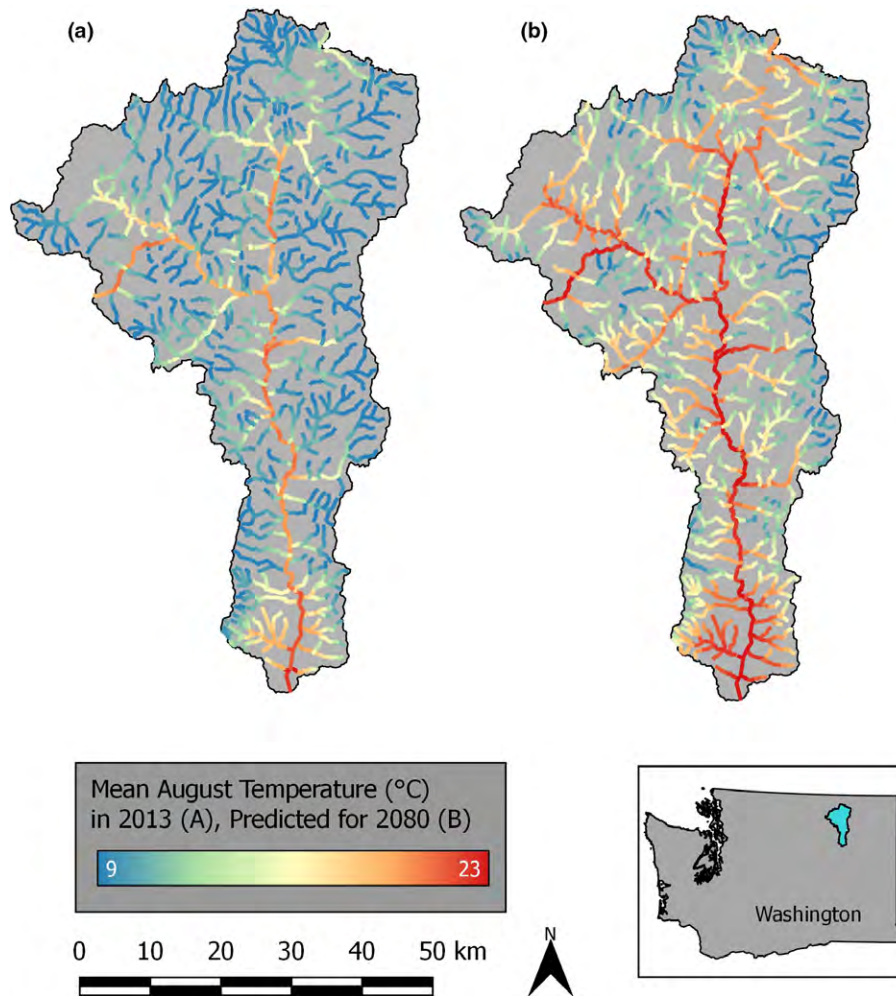 (a)
(b)
Mean August Temperature (°C)
in 2013 (A), Predicted for 2080 (B)
9
23
0 10 20 30 40 50 km
N
Washington